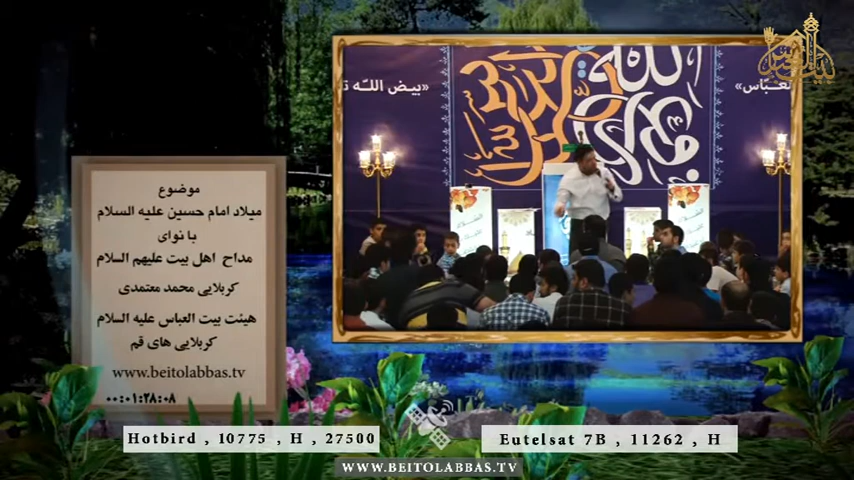 موضوع
میلاد امام حسین علیه السلام
با نوای
مداح اهل بیت علیهم السلام
کربلایی محمد معتمدی
هیئت بیت العباس علیه السلام
کربلایی های قم
www.beitolabbas.tv
00:01:28:08
«بیـض اللـه
Hotbird , 10775 , H , 27500
Eutelsat 7B , 11262 , H
WWW.BEITOLABBAS.TV